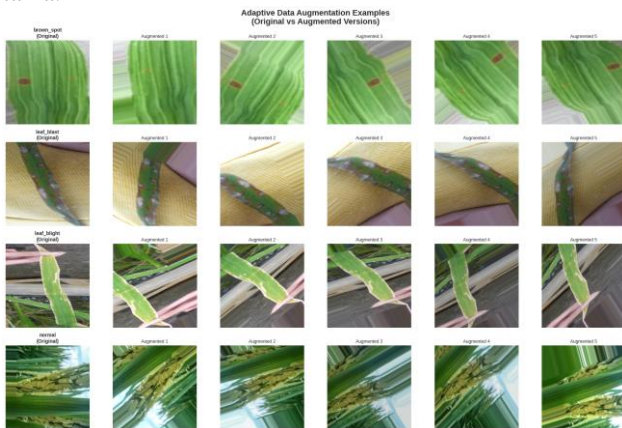 Adaptive Data Augmentation Examples
(Original vs Augmented Versions)
brown_spot
(Original)
Augmented 1
Augmented 2
Augmented 3
Augmented 4
Augmented 5
leaf_blast
(Original)
Augmented 1
Augmented 2
Augmented 3
Augmented 4
Augmented 5
leaf_blight
(Original)
Augmented 1
Augmented 2
Augmented 3
Augmented 4
Augmented 5
normal
(Original)
Augmented 1
Augmented 2
Augmented 3
Augmented 4
Augmented 5